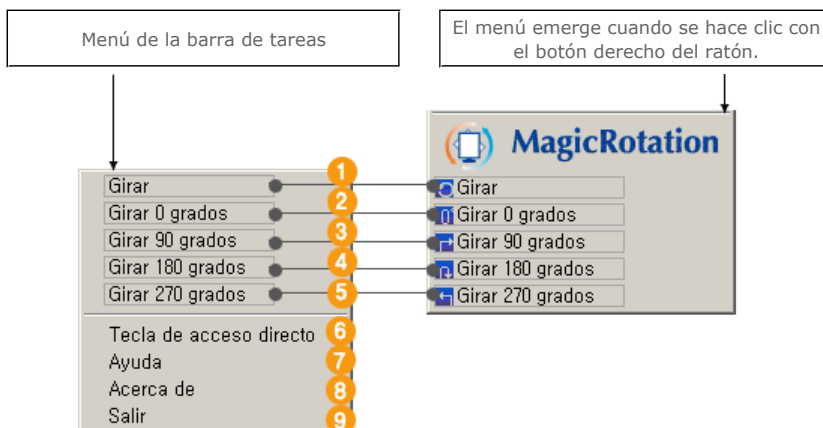 Menú de la barra de tareas
El menú emerge cuando se hace clic con
el botón derecho del ratón.
MagicRotation
Girar
1
Girar
Girar 0 grados
2
Girar 0 grados
Girar 90 grados
3
Girar 90 grados
Girar 180 grados
4
Girar 180 grados
Girar 270 grados
5
Girar 270 grados
Tecla de acceso directo
6
Ayuda
7
Acerca de
8
Salir
9